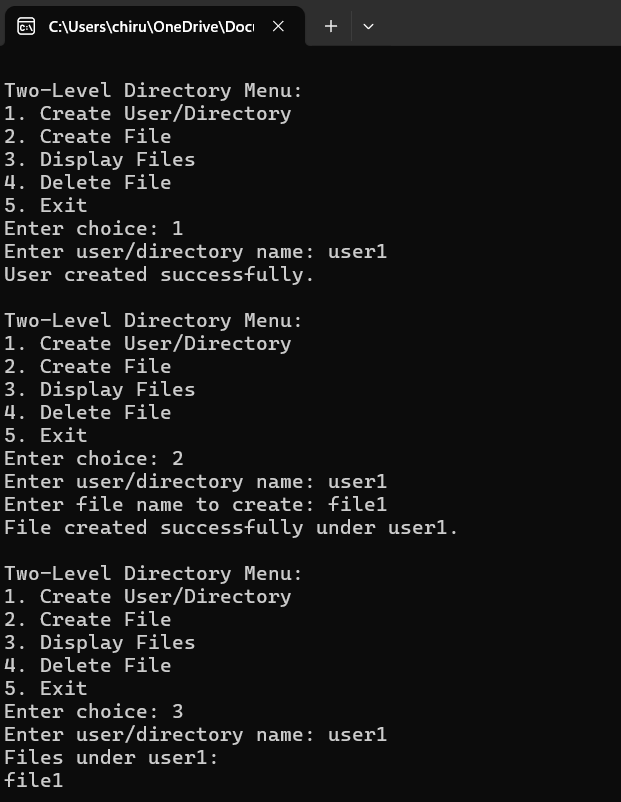 C:\Users\chiru\OneDrive\Docu
Two-Level Directory Menu:
1. Create User/Directory
2. Create File
3. Display Files
4. Delete File
5. Exit
Enter choice: 1
Enter user/directory name: user1
User created successfully.
Two-Level Directory Menu:
1. Create User/Directory
2. Create File
3. Display Files
4. Delete File
5. Exit
Enter choice: 2
Enter user/directory name: user1
Enter file name to create: file1
File created successfully under user1.
Two-Level Directory Menu:
1. Create User/Directory
2. Create File
3. Display Files
4. Delete File
5. Exit
Enter choice: 3
Enter user/directory name: user1
Files under user1:
file1